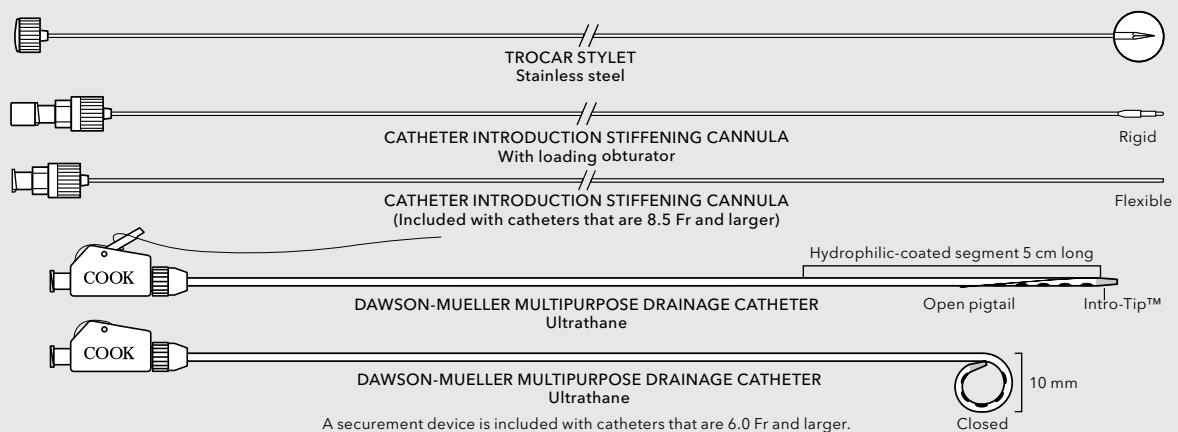 TROCAR STYLET
Stainless steel
CATHETER INTRODUCTION STIFFENING CANNULA
With loading obturator
Rigid
CATHETER INTRODUCTION STIFFENING CANNULA
(Included with catheters that are 8.5 Fr and larger)
Flexible
Hydrophilic-coated segment 5 cm long
COOK
DAWSON-MUELLER MULTIPURPOSE DRAINAGE CATHETER
Ultrathane
Open pigtail
Intro-Tip™
COOK
DAWSON-MUELLER MULTIPURPOSE DRAINAGE CATHETER
Ultrathane
10 mm
A securement device is included with catheters that are 6.0 Fr and larger.
Closed